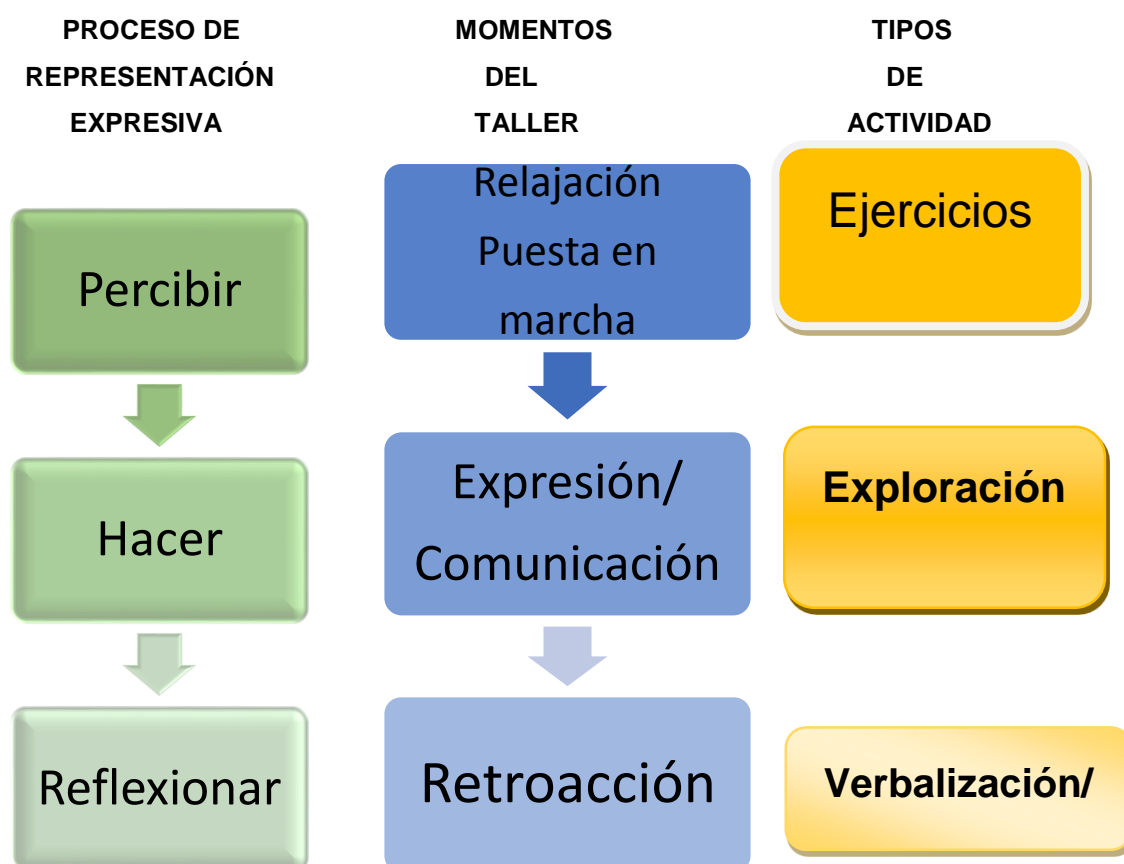 PROCESO DE
REPRESENTACIÓN
EXPRESIVA
MOMENTOS
DEL
TALLER
TIPOS
DE
ACTIVIDAD
Percibir
Relajación
Puesta en
marcha
Ejercicios
Hacer
Expresión/
Comunicación
Exploración
Reflexionar
Retroacción
Verbalización/